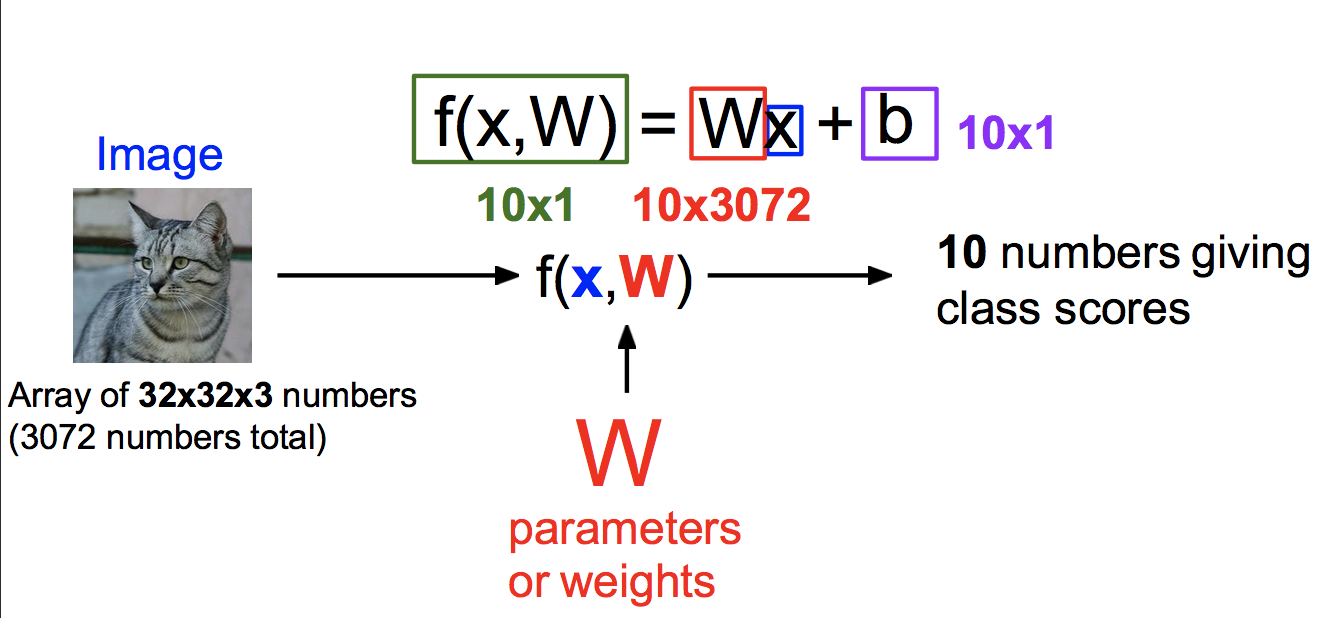 f(x,W) = Wx + b 10x1
10x1 10x3072
Image
f(x,W)
10 numbers giving
class scores
Array of 32x32x3 numbers
(3072 numbers total)
W
parameters
or weights